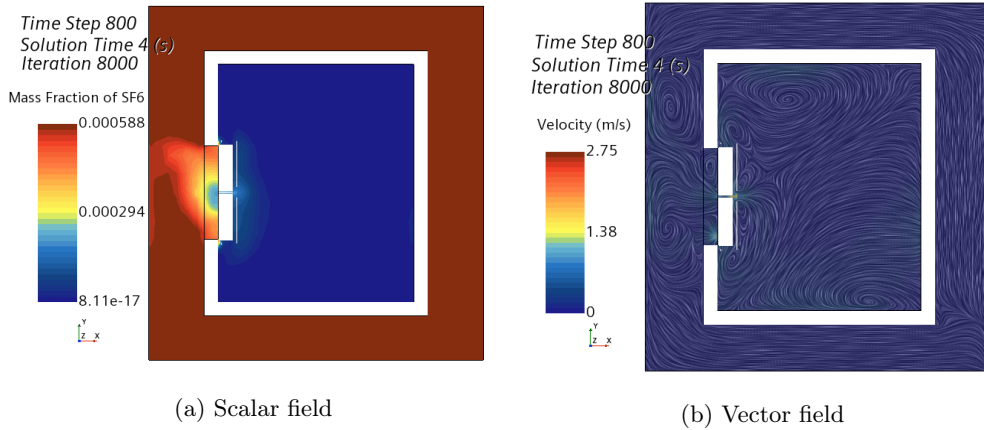 Time Step 800
Solution Time 4 (s)
Iteration 8000
Mass Fraction of SF6
0.000588
0.000294
8.11e-17
Y
Z X
(a) Scalar field
Time Step 800
Solution Time 4 (s)
Iteration 8000
Velocity (m/s)
2.75
1.38
0
Y
Z X
(b) Vector field